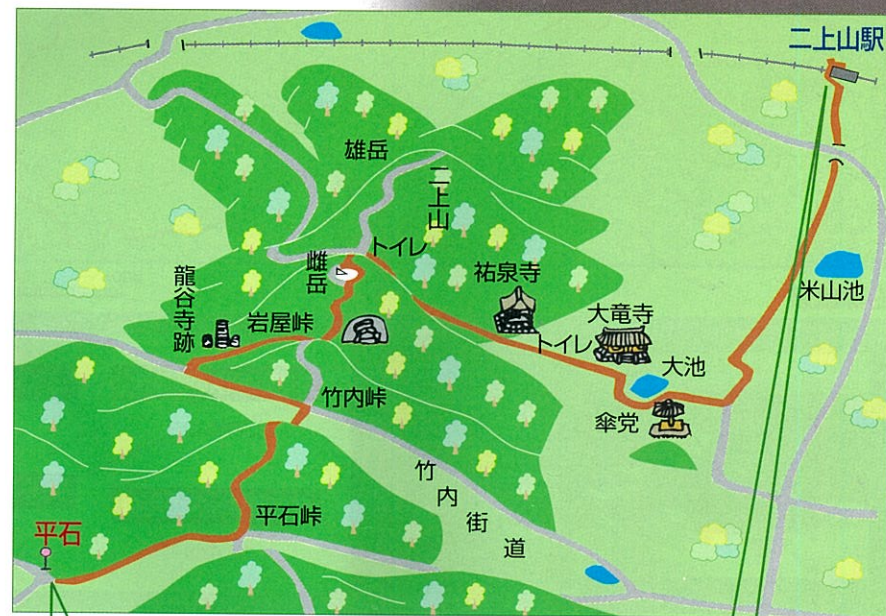 二上山駅
雄岳
二上山
トイレ
雌岳
祐泉寺
龍谷寺跡
岩屋峠
大竜寺
トイレ
米山池
大池
竹内峠
傘党
竹内街道
平石峠
平石